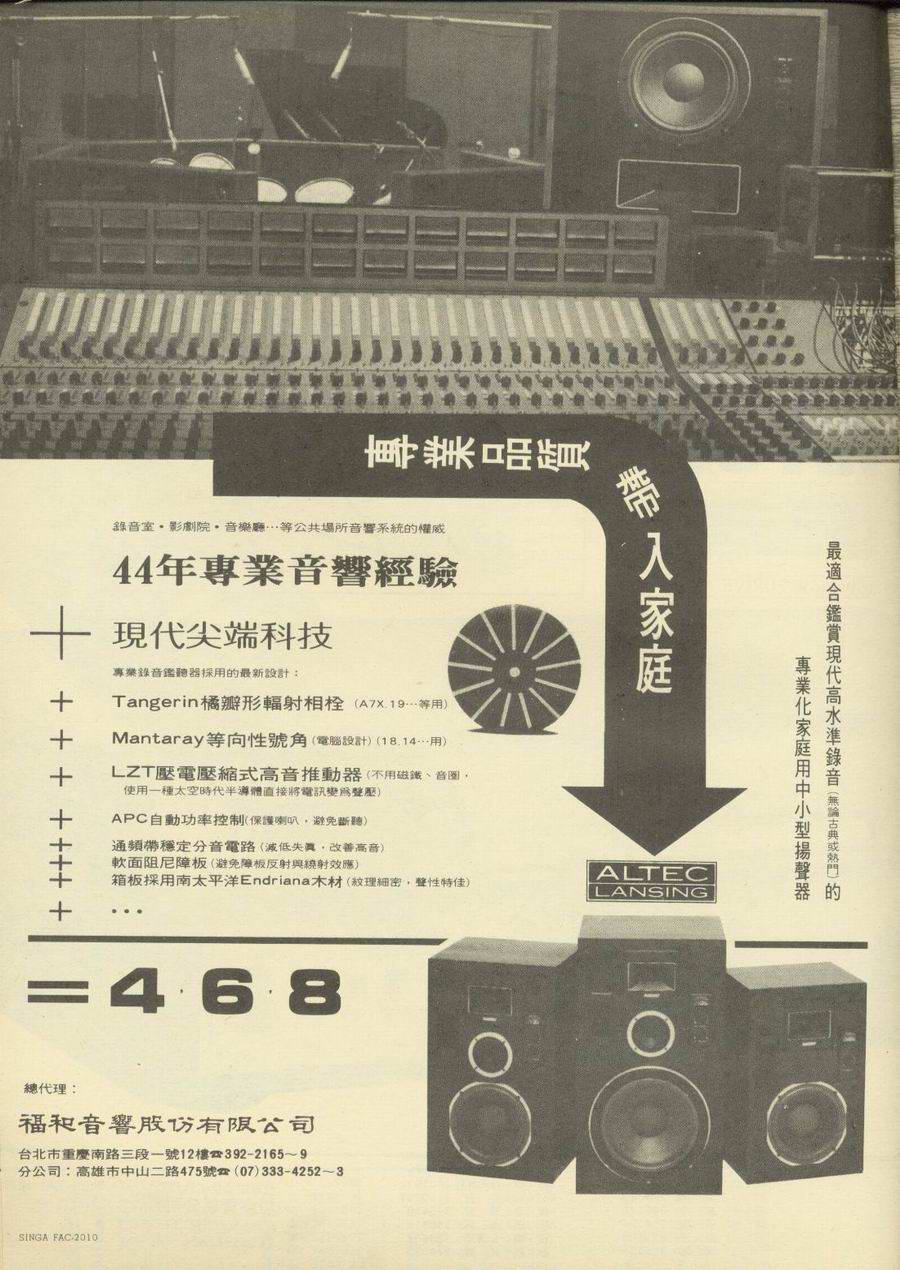 專業品質帶入家庭
錄音室・影劇院・音樂廳…等公共場所音響系統的權威
44年專業音響經驗
+ 現代尖端科技
專業錄音鑑聽器採用的最新設計：
+ Tangerin橘瓣形輻射相栓（A7X.19…等用）
+ Mantaray等向性號角（電腦設計）（18.14…用）
+ LZT壓電壓縮式高音推動器（不用磁鐵、音圈，
使用一種太空時代半導體直接將電訊變為聲壓）
+ APC自動功率控制（保護喇叭，避免斷聽）
+ 通頻帶穩定分音電路（減低失眞，改善高音）
+ 軟面阻尼障板（避免障板反射與繞射效應）
+ 箱板採用南太平洋Endriana木材（紋理細密，聲性特佳）
+ •••
最適合鑑賞現代高水準錄音（無論古典或熱門）的
專業化家庭用中小型揚聲器
ALTEC
LANSING
=4,6,8
總代理：
福和音響股份有限公司
台北市重慶南路三段一號12樓☎392-2165～9
分公司：高雄市中山二路475號☎(07)333-4252～3
SINGA FAC-2010